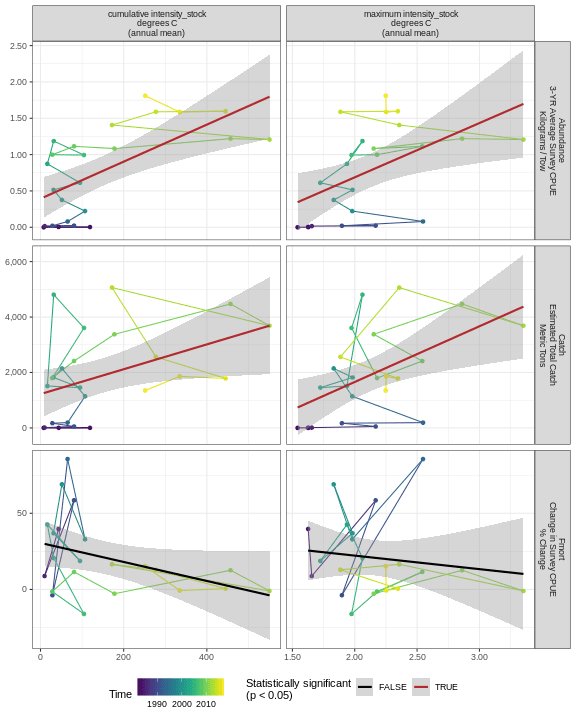 cumulative intensity_stock
degrees C
(annual mean)
maximum intensity_stock
degrees C
(annual mean)
2.50
2.00
1.50
1.00
0.50
0.00
Abundance
3-YR Average Survey CPUE
Kilograms / Tow
6,000
4,000
2,000
0
Catch
Estimated Total Catch
Metric Tons
50
0
Fmort
Change in Survey CPUE
% Change
0
200
400
1.50
2.00
2.50
3.00
Time
1990 2000 2010
Statistically significant
(p < 0.05)
FALSE
TRUE